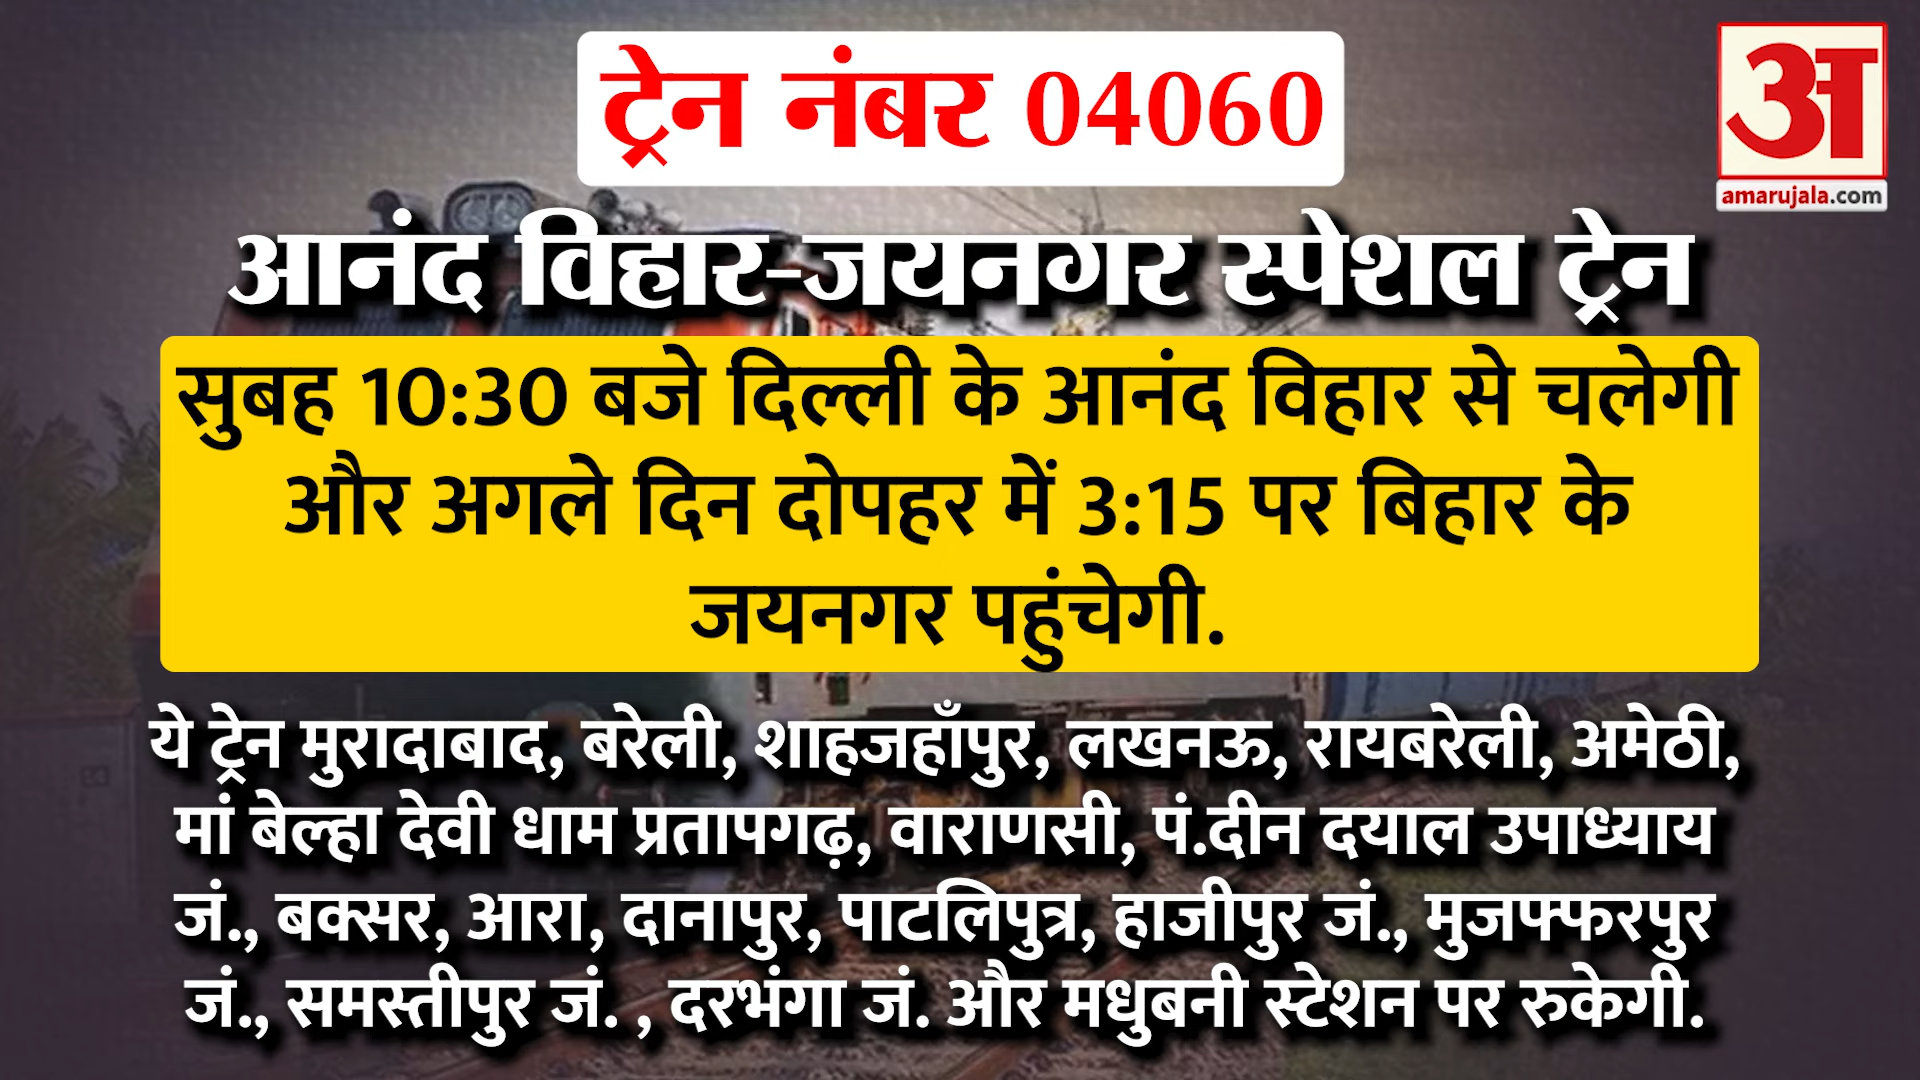 ट्रेन नंबर 04060
अ
amarujala.com
आनंद विहार-जयनगर स्पेशल ट्रेन
सुबह 10:30 बजे दिल्ली के आनंद विहार से चलेगी
और अगले दिन दोपहर में 3:15 पर बिहार के
जयनगर पहुंचेगी.
ये ट्रेन मुरादाबाद, बरेली, शाहजहाँपुर, लखनऊ, रायबरेली, अमेठी,
मां बेल्हा देवी धाम प्रतापगढ़, वाराणसी, पं.दीन दयाल उपाध्याय
जं., बक्सर, आरा, दानापुर, पाटलिपुत्र, हाजीपुर जं., मुजफ्फरपुर
जं., समस्तीपुर जं. , दरभंगा जं. और मधुबनी स्टेशन पर रुकेगी.